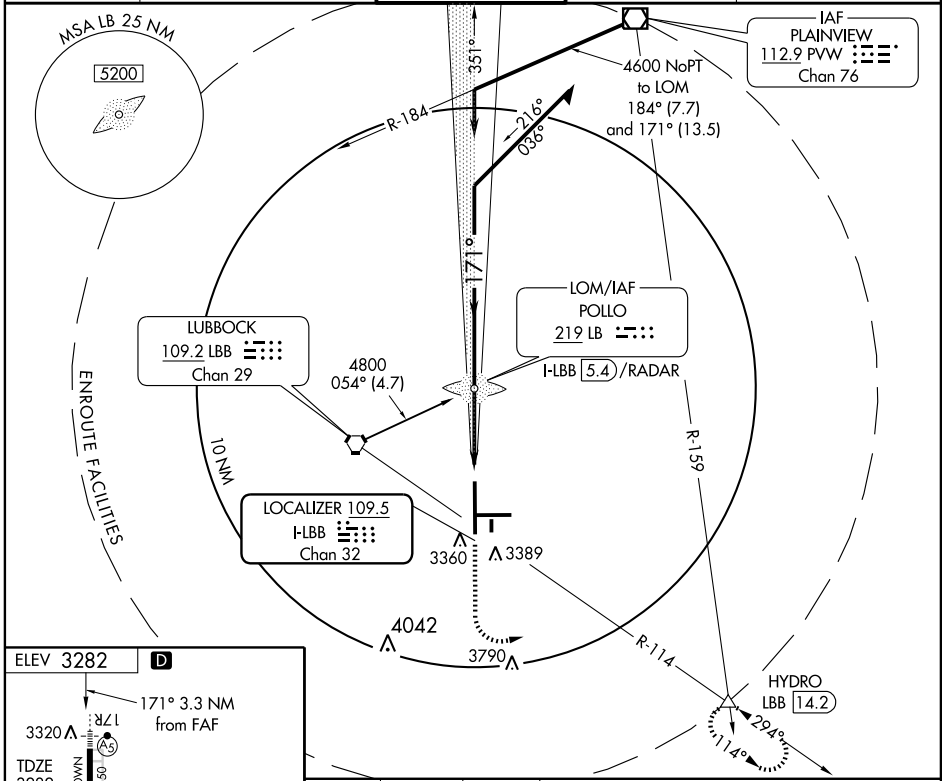 MSA LB 25 NM
5200
IAF
PLAINVIEW
112.9 PVW
Chan 76
351°
4600 NoPT
to LOM
184° (7.7)
and 171° (13.5)
R-184
216°
036°
171°
LOM/IAF
POLLO
219 LB
I-LBB 5.4 /RADAR
LUBBOCK
109.2 LBB
Chan 29
4800
054° (4.7)
ENROUTE FACILITIES
10 NM
R-159
LOCALIZER 109.5
I-LBB
Chan 32
3360
3389
4042
3790
R-114
HYDRO
LBB 14.2
294°
114°
ELEV 3282
D
171° 3.3 NM
from FAF
17R
3320
A5
TDZE